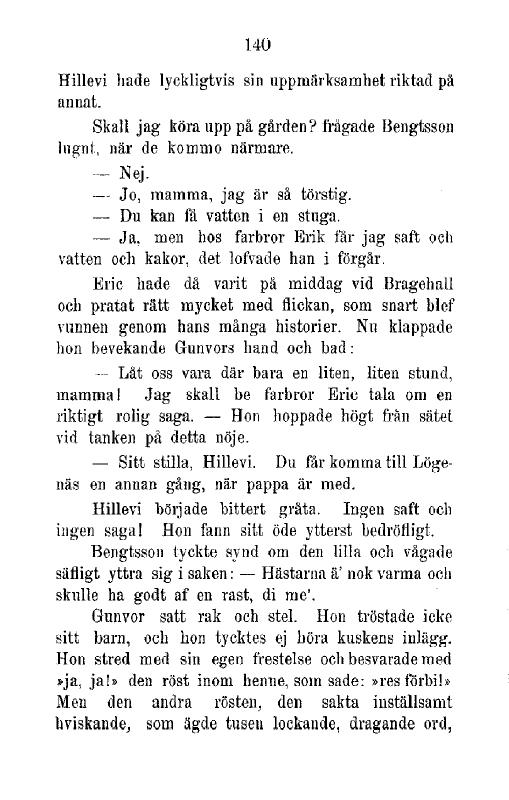 140
Hillevi hade lyckligtvis sin uppmärksamhet riktad på
annat.
Skall jag köra upp på gården? frågade Bengtsson
lugnt, när de kommo närmare.
— Nej.
— Jo, mamma, jag är så törstig.
— Du kan få vatten i en stuga.
— Ja, men hos farbror Erik får jag saft och
vatten och kakor, det lofvade han i förgår.
Eric hade då varit på middag vid Bragehall
och pratat rätt mycket med flickan, som snart blef
vunnen genom hans många historier. Nu klappade
hon bevekande Gunvors hand och bad:
— Låt oss vara där bara en liten, liten stund,
mamma! Jag skall be farbror Eric tala om en
riktigt rolig saga. — Hon hoppade högt från sätet
vid tanken på detta nöje.
— Sitt stilla, Hillevi. Du får komma till Löge-
näs en annan gång, när pappa är med.
Hillevi började bittert gråta. Ingen saft och
ingen saga! Hon fann sitt öde ytterst bedröfligt.
Bengtsson tyckte synd om den lilla och vågade
säfligt yttra sig i saken: — Hästarna ä' nok varma och
skulle ha godt af en rast, di me'.
Gunvor satt rak och stel. Hon tröstade icke
sitt barn, och hon tycktes ej höra kuskens inlägg.
Hon stred med sin egen frestelse och besvarade med
»ja, ja!» den röst inom henne, som sade: »res förbi!»
Men den andra rösten, den sakta inställsamt
hviskande, som ägde tusen lockande, dragande ord,